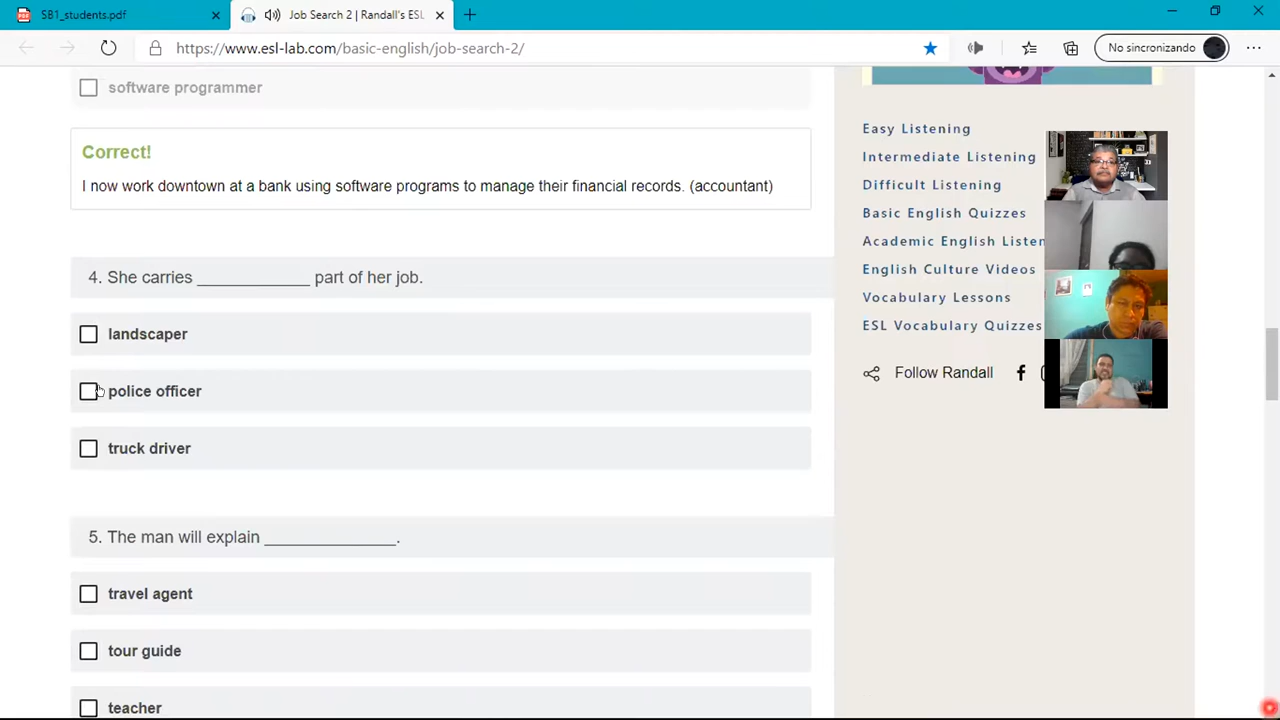 SB1_students.pdf
Job Search 2 | Randall's ESL
https://www.esl-lab.com/basic-english/job-search-2/
No sincronizando
software programmer
Correct!
I now work downtown at a bank using software programs to manage their financial records. (accountant)
4. She carries ____________ part of her job.
landscaper
police officer
truck driver
5. The man will explain ______________.
travel agent
tour guide
teacher
Easy Listening
Intermediate Listening
Difficult Listening
Basic English Quizzes
Academic English Listen
English Culture Videos
Vocabulary Lessons
ESL Vocabulary Quizzes
Follow Randall